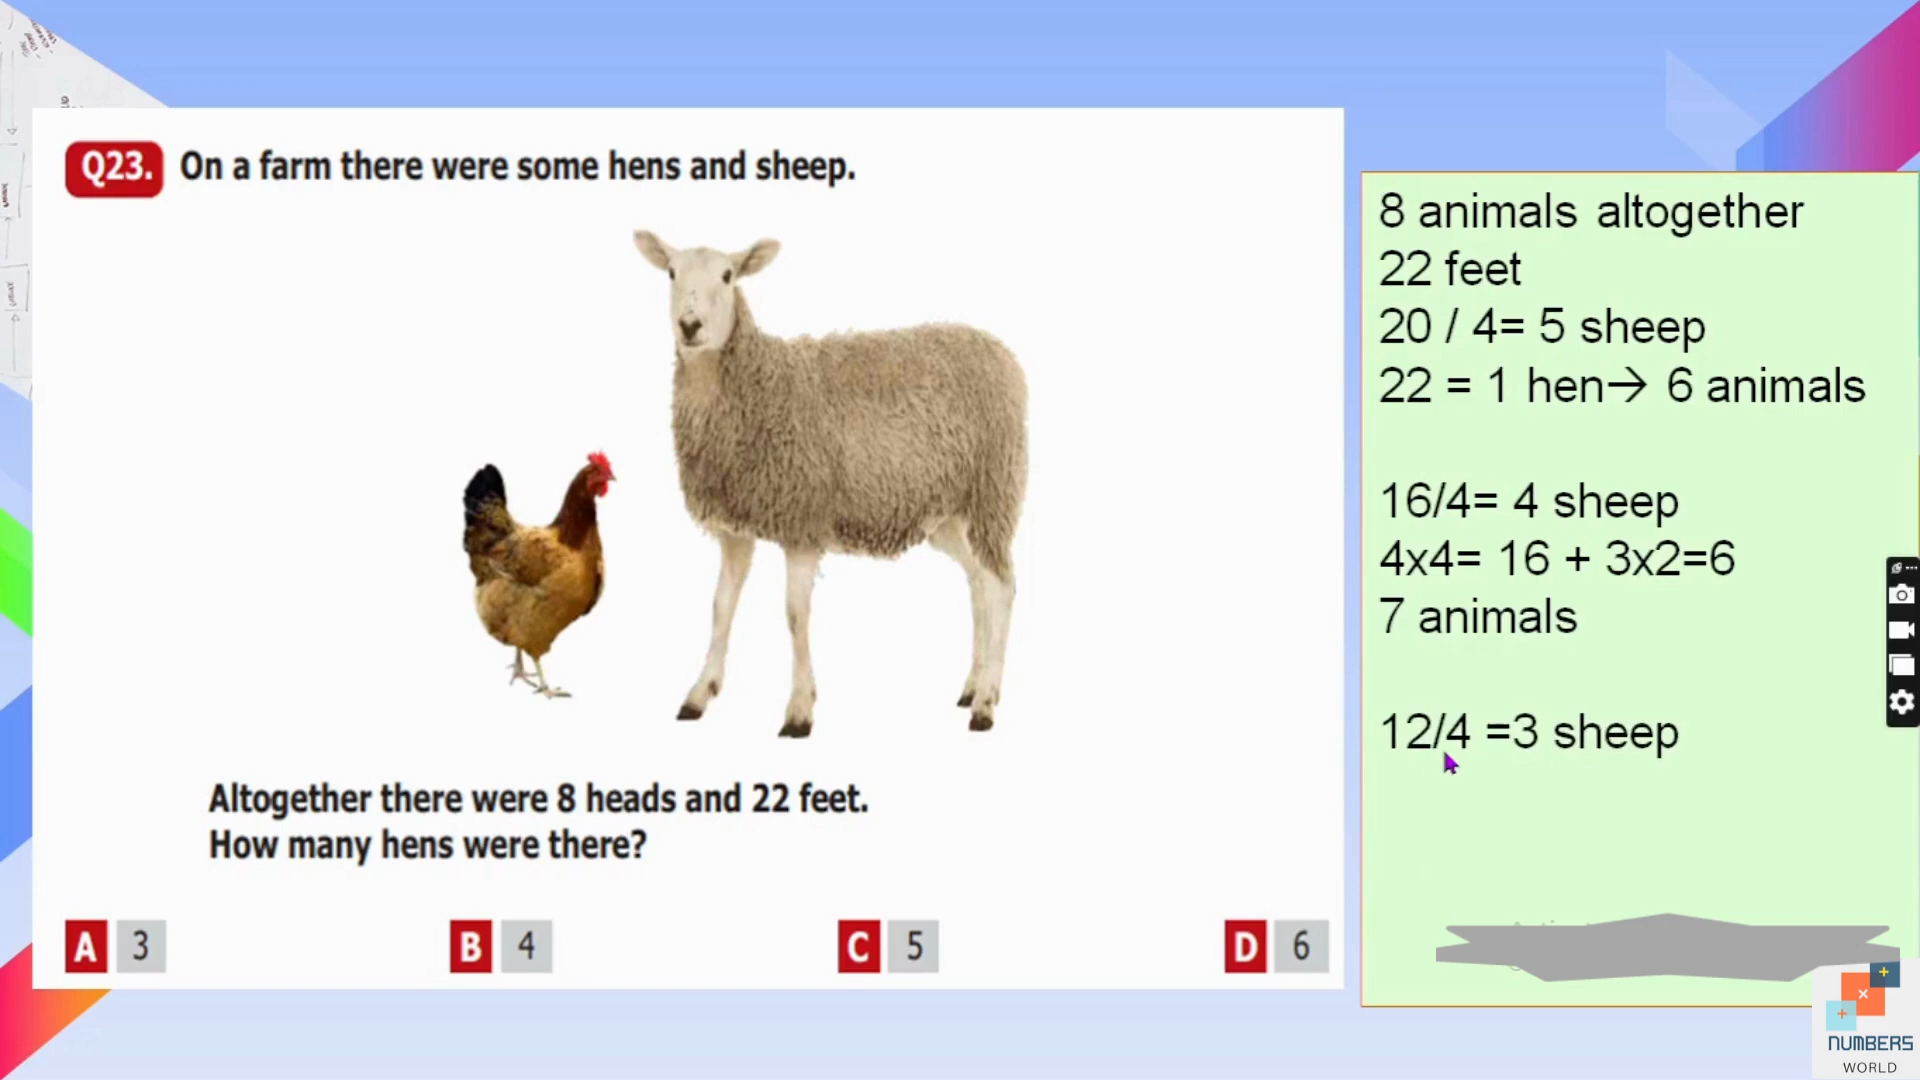 Q23. On a farm there were some hens and sheep.
Altogether there were 8 heads and 22 feet.
How many hens were there?
A 3 B 4 C 5 D 6
8 animals altogether
22 feet
20 / 4= 5 sheep
22 = 1 hen→ 6 animals
16/4= 4 sheep
4x4= 16 + 3x2=6
7 animals
12/4 =3 sheep
NUMBERS
WORLD